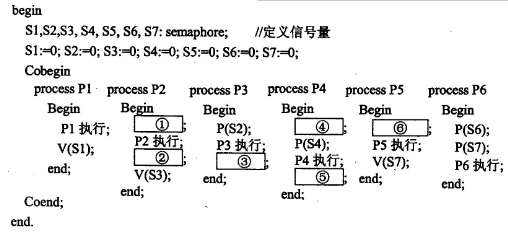 begin
S1,S2,S3, S4, S5, S6, S7: semaphore; //定义信号量
S1:=0; S2:=0; S3:=0; S4:=0; S5:=0; S6:=0; S7:=0;
Cobegin
process P1 process P2 process P3 process P4 process P5 process P6
Begin Begin Begin Begin Begin Begin
P1 执行; ①; P(S2); ④; ⑥; P(S6);
V(S1); P2 执行; P3 执行; P(S4); P5 执行; P(S7);
end; ②; ③; P4 执行; V(S7); P6 执行;
V(S3); end; ⑤; end; end;
end; end;
Coend;
end.